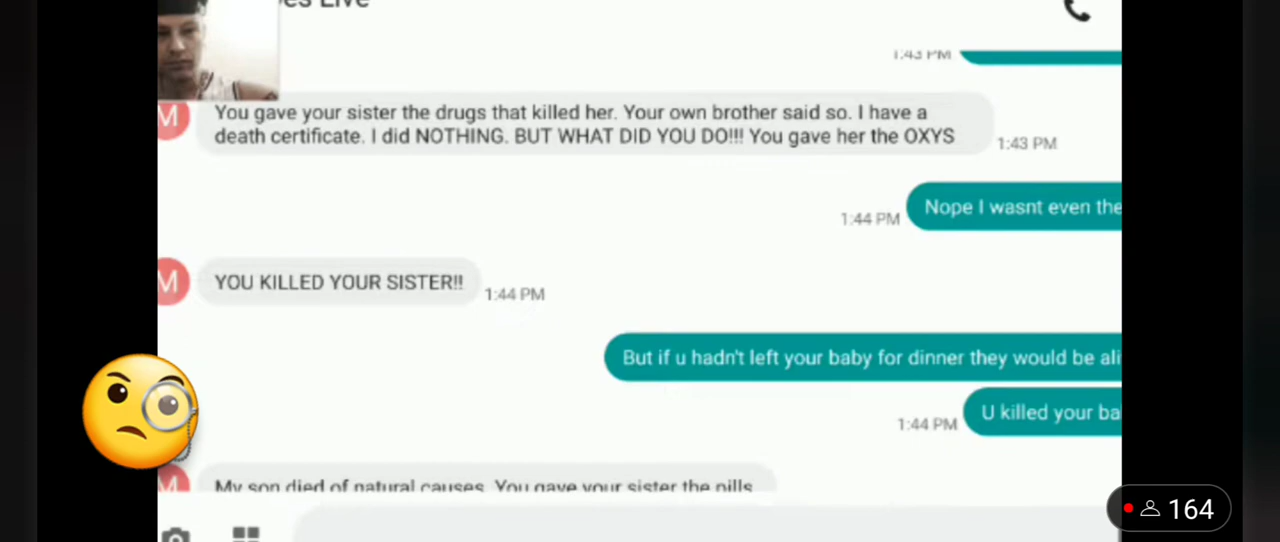 es Live
1:43 PM
M
You gave your sister the drugs that killed her. Your own brother said so. I have a
death certificate. I did NOTHING. BUT WHAT DID YOU DO!!! You gave her the OXYS
1:43 PM
Nope I wasnt even the
1:44 PM
M
YOU KILLED YOUR SISTER!!
1:44 PM
But if u hadn't left your baby for dinner they would be ali
U killed your ba
1:44 PM
M
My son died of natural causes. You gave your sister the pills
164